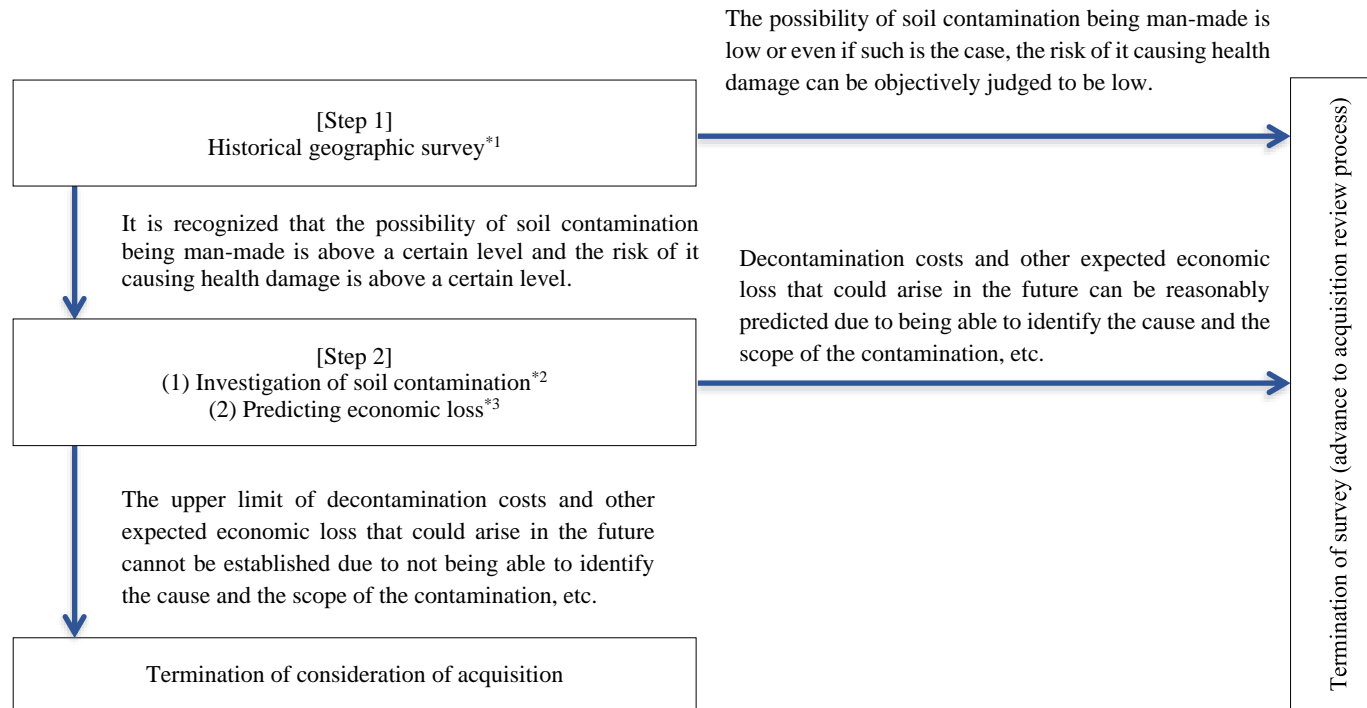 The possibility of soil contamination being man-made is
low or even if such is the case, the risk of it causing health
damage can be objectively judged to be low.
[Step 1]
Historical geographic survey*1
It is recognized that the possibility of soil contamination
being man-made is above a certain level and the risk of it
causing health damage is above a certain level.
Decontamination costs and other expected economic
loss that could arise in the future can be reasonably
predicted due to being able to identify the cause and the
scope of the contamination, etc.
[Step 2]
(1) Investigation of soil contamination*2
(2) Predicting economic loss*3
The upper limit of decontamination costs and other
expected economic loss that could arise in the future
cannot be established due to not being able to identify
the cause and the scope of the contamination, etc.
Termination of consideration of acquisition
Termination of survey (advance to acquisition review process)